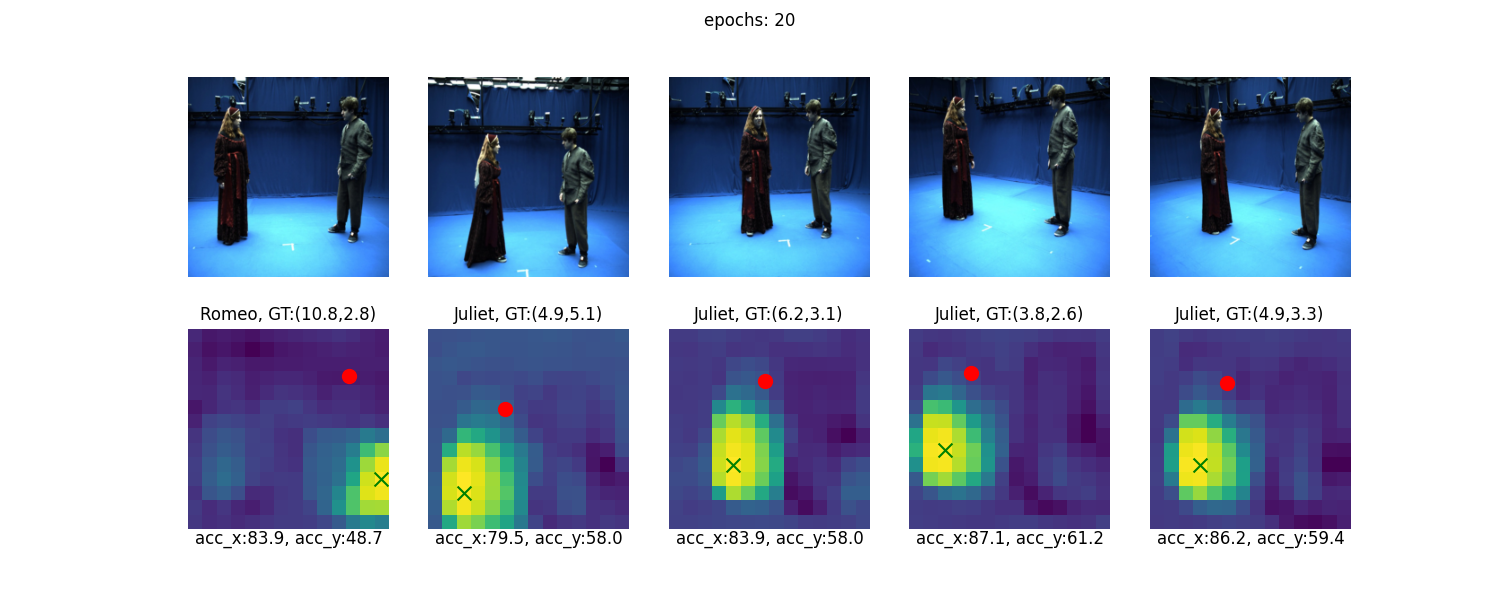 epochs: 20
Romeo, GT:(10.8,2.8)
Juliet, GT:(4.9,5.1)
Juliet, GT:(6.2,3.1)
Juliet, GT:(3.8,2.6)
Juliet, GT:(4.9,3.3)
acc_x:83.9, acc_y:48.7
acc_x:79.5, acc_y:58.0
acc_x:83.9, acc_y:58.0
acc_x:87.1, acc_y:61.2
acc_x:86.2, acc_y:59.4